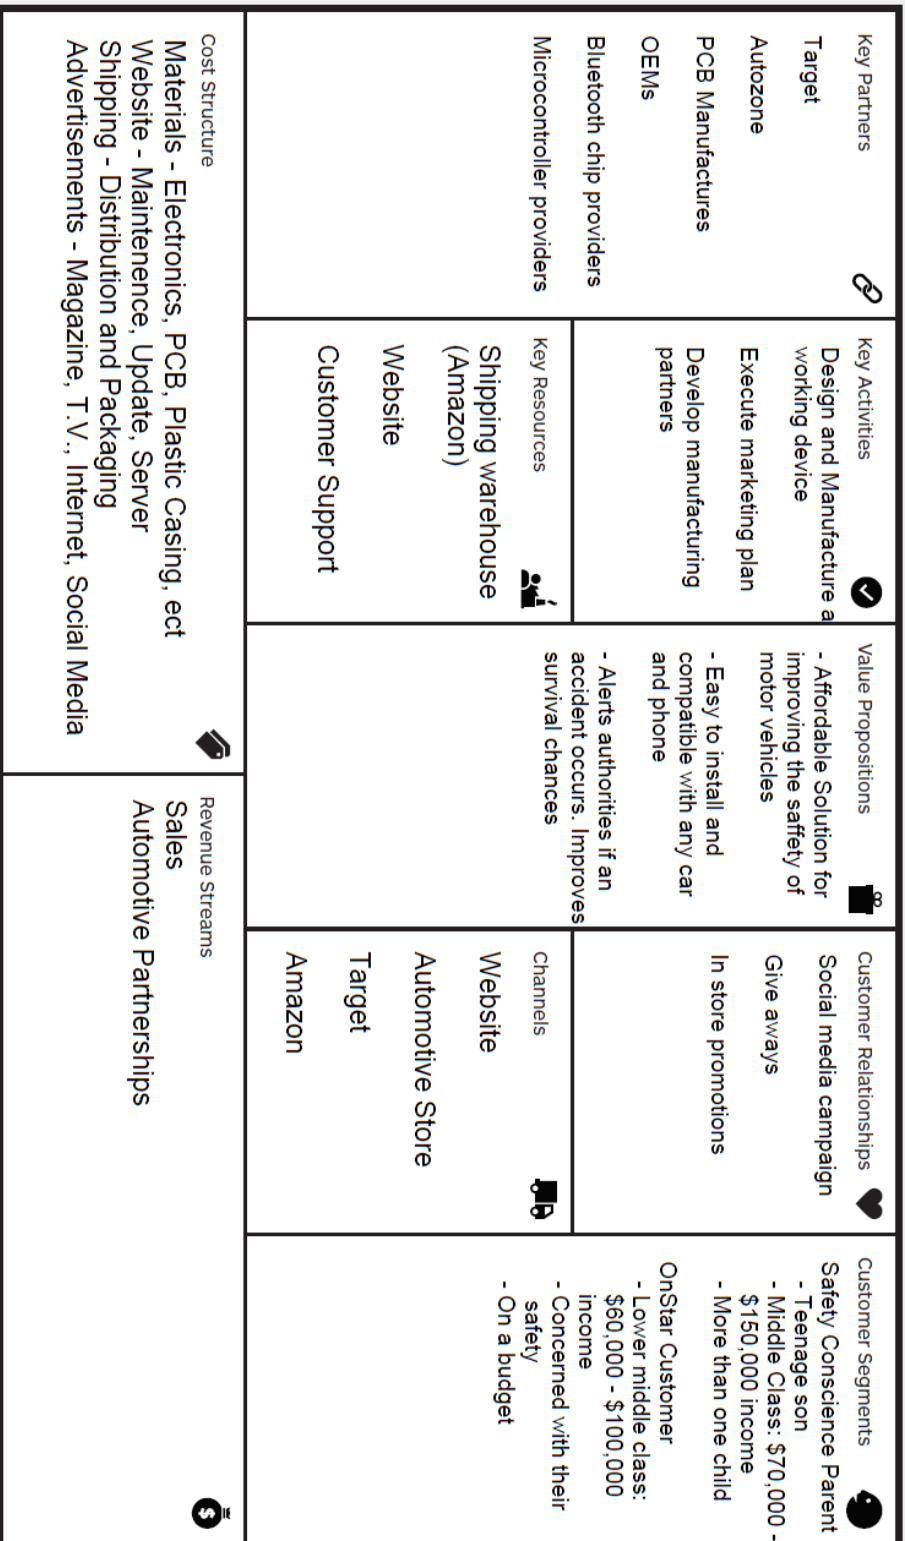 Key Partners
Target
Autozone
PCB Manufactures
OEMs
Bluetooth chip providers
Microcontroller providers
Key Activities
Design and Manufacture a
working device
Execute marketing plan
Develop manufacturing
partners
Key Resources
Shipping warehouse
(Amazon)
Website
Customer Support
Value Propositions
- Affordable Solution for
improving the saffety of
motor vehicles
- Easy to install and
compatible with any car
and phone
- Alerts authorities if an
accident occurs. Improves
survival chances
Customer Relationships
Social media campaign
Give aways
In store promotions
Channels
Website
Automotive Store
Target
Amazon
Customer Segments
Safety Conscience Parent
- Teenage son
- Middle Class: $70,000 -
$150,000 income
- More than one child
OnStar Customer
- Lower middle class:
$60,000 - $100,000
income
- Concerned with their
safety
- On a budget
Cost Structure
Materials - Electronics, PCB, Plastic Casing, ect
Website - Maintenence, Update, Server
Shipping - Distribution and Packaging
Advertisements - Magazine, T.V., Internet, Social Media
Revenue Streams
Sales
Automotive Partnerships
$